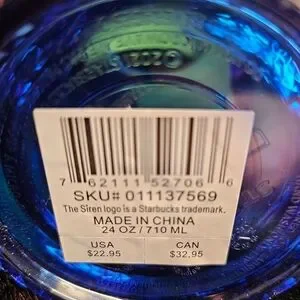 2021
7 62111 52706 6
SKU# 011137569
The Siren logo is a Starbucks trademark.
MADE IN CHINA
24 OZ / 710 ML
USA CAN
$22.95 $32.95